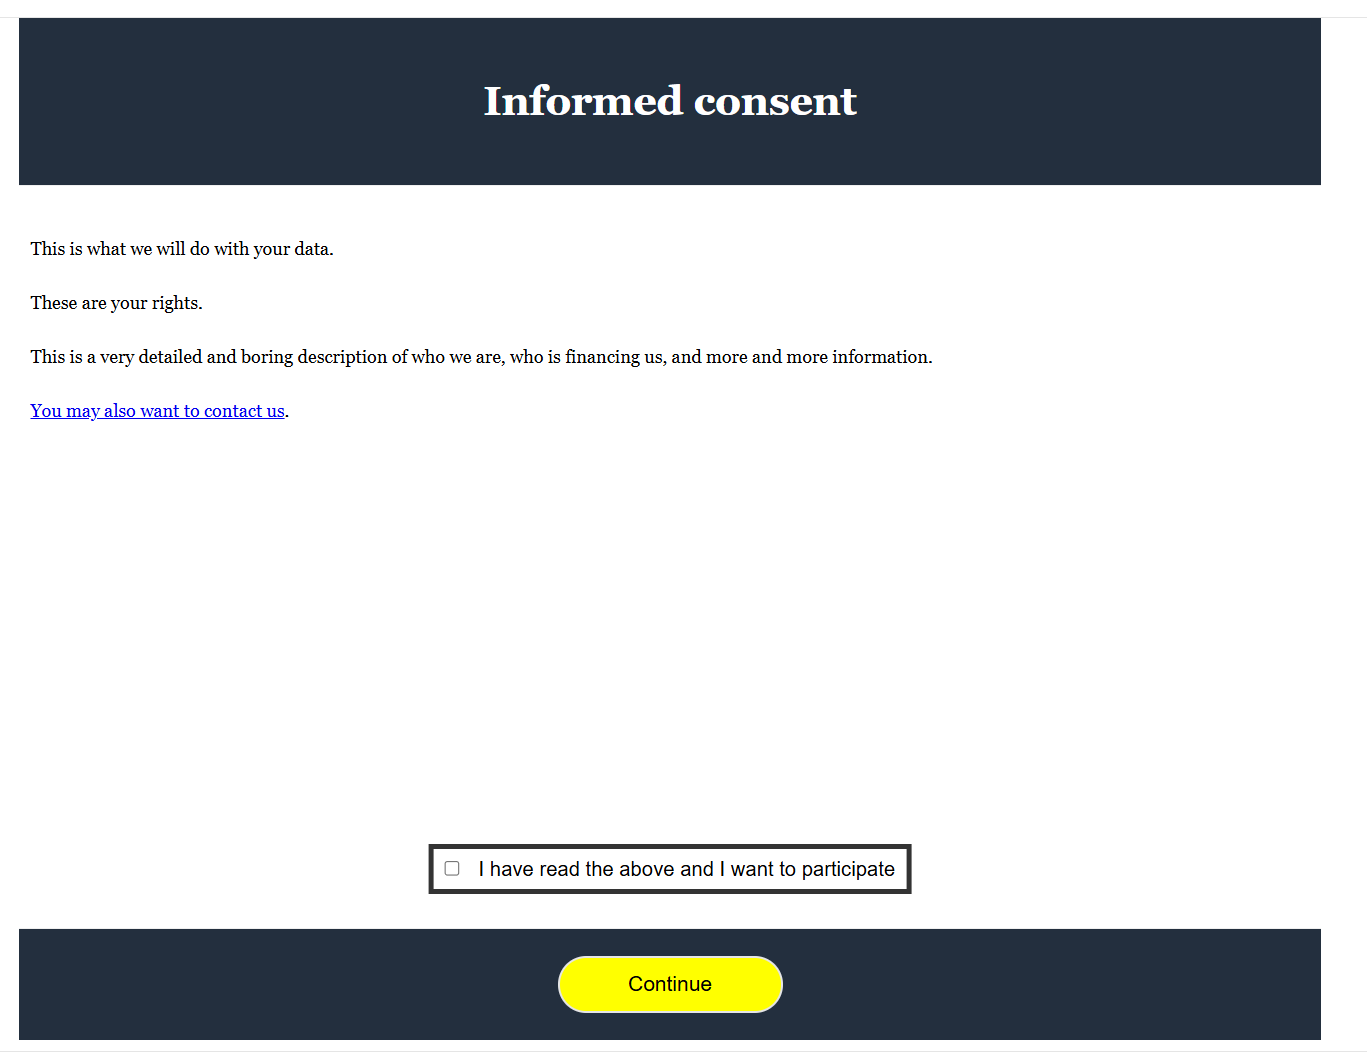 Informed consent
This is what we will do with your data.
These are your rights.
This is a very detailed and boring description of who we are, who is financing us, and more and more information.
You may also want to contact us.
I have read the above and I want to participate
Continue